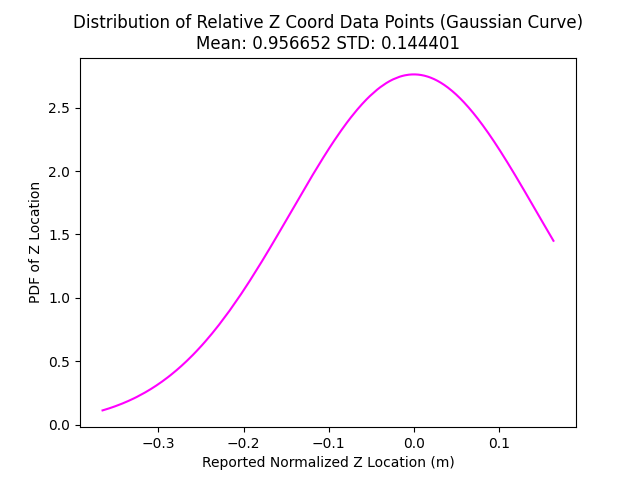 Distribution of Relative Z Coord Data Points (Gaussian Curve)
Mean: 0.956652 STD: 0.144401
PDF of Z Location
2.5
2.0
1.5
1.0
0.5
0.0
−0.3
−0.2
−0.1
0.0
0.1
Reported Normalized Z Location (m)